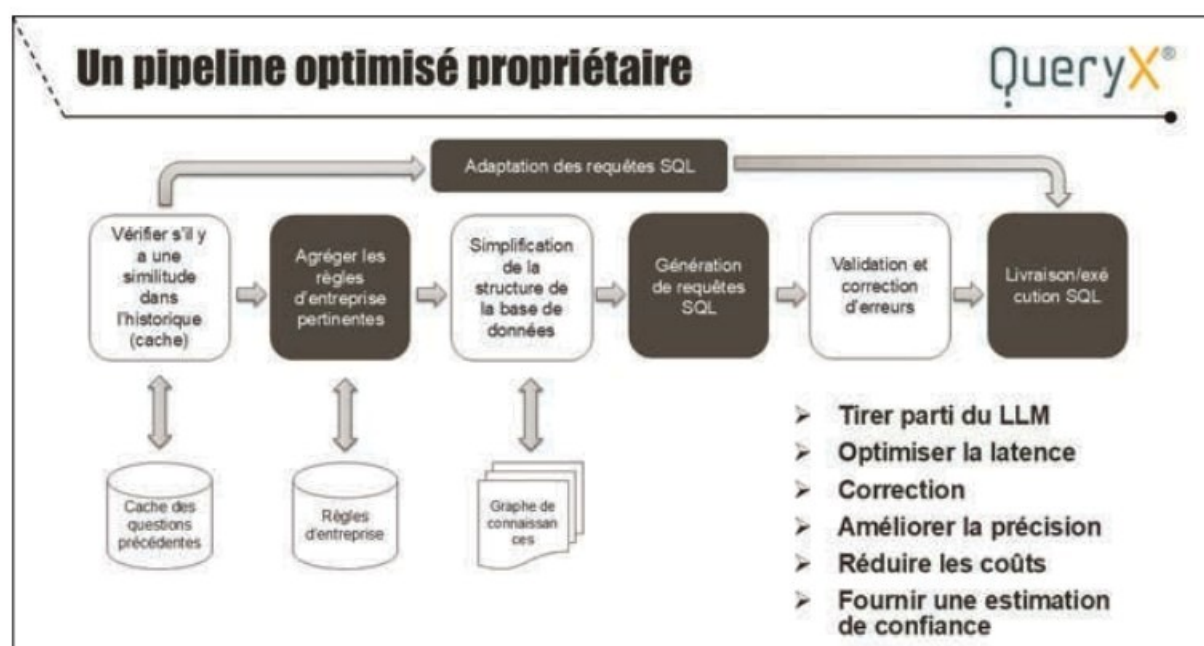 Un pipeline optimisé propriétaire
QueryX®
Adaptation des requêtes SQL
Vérifier s'il y
a une
similitude
dans
l'historique
(cache)
Agréger les
règles
d'entreprise
pertinentes
Simplification
de la
structure de
la base de
données
Génération
de requêtes
SQL
Validation et
correction
d'erreurs
Livraison/exé
cution SQL
Cache des
questions
précédentes
Règles
d'entreprise
Graphe de
connaissan
ces
➢ Tirer parti du LLM
➢ Optimiser la latence
➢ Correction
➢ Améliorer la précision
➢ Réduire les coûts
➢ Fournir une estimation
de confiance